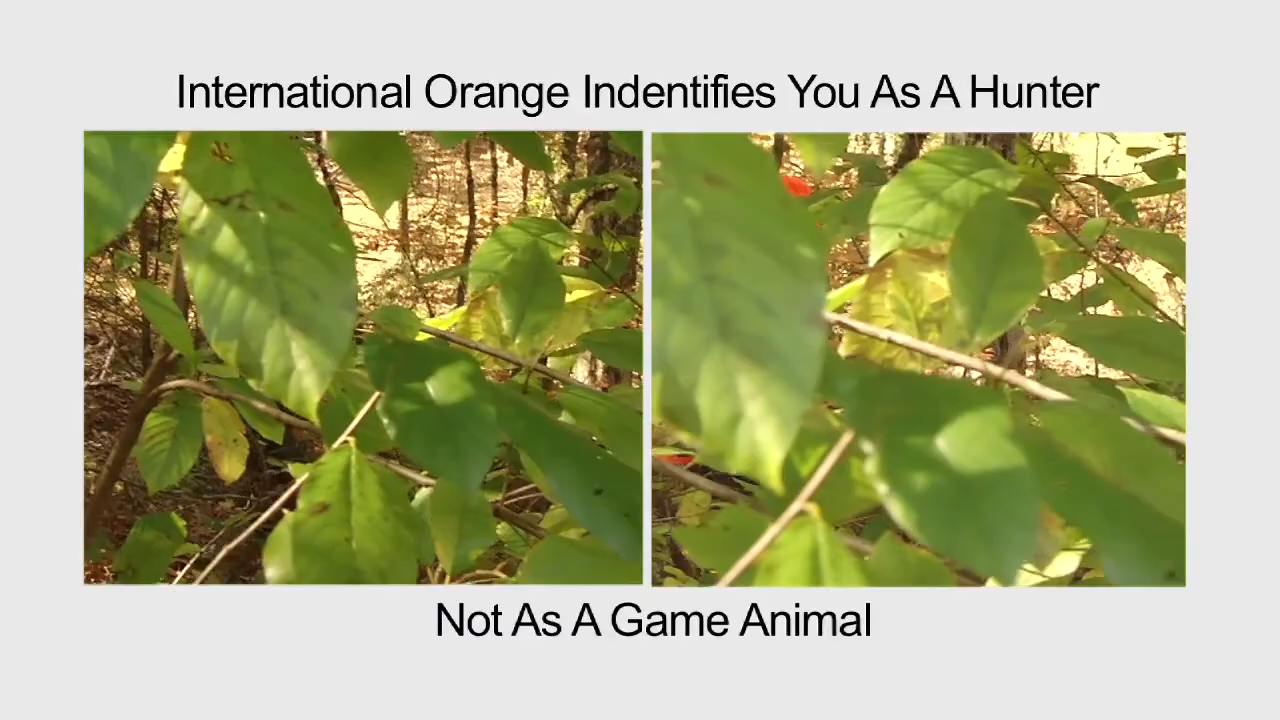 International Orange Indentifies You As A Hunter
Not As A Game Animal